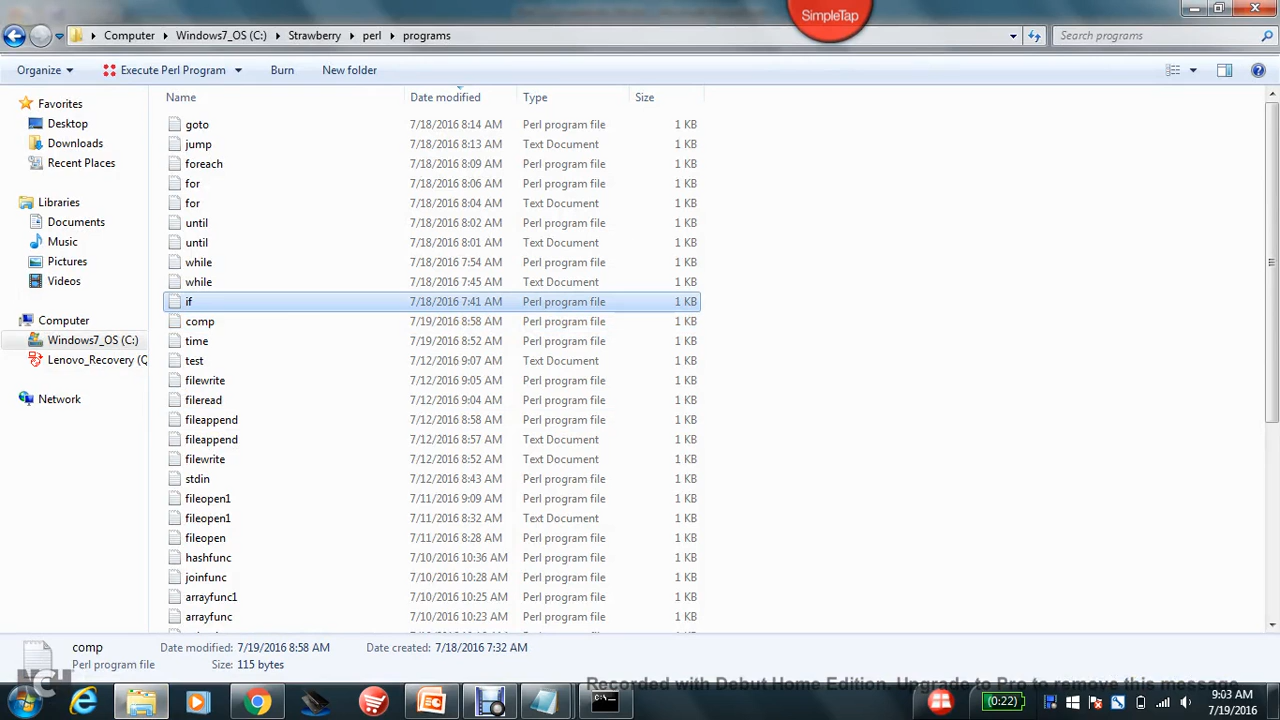 SimpleTap
Computer Windows7_OS (C:) Strawberry perl programs
Search programs
Organize Execute Perl Program Burn New folder
Name Date modified Type Size
Favorites
Desktop
Downloads
Recent Places
Libraries
Documents
Music
Pictures
Videos
Computer
Windows7_OS (C:)
Lenovo_Recovery (Q
Network
goto 7/18/2016 8:14 AM Perl program file 1 KB
jump 7/18/2016 8:13 AM Text Document 1 KB
foreach 7/18/2016 8:09 AM Perl program file 1 KB
for 7/18/2016 8:06 AM Perl program file 1 KB
for 7/18/2016 8:04 AM Text Document 1 KB
until 7/18/2016 8:02 AM Perl program file 1 KB
until 7/18/2016 8:01 AM Text Document 1 KB
while 7/18/2016 7:54 AM Perl program file 1 KB
while 7/18/2016 7:45 AM Text Document 1 KB
if 7/18/2016 7:41 AM Perl program file 1 KB
comp 7/19/2016 8:58 AM Perl program file 1 KB
time 7/19/2016 8:52 AM Perl program file 1 KB
test 7/12/2016 9:07 AM Text Document 1 KB
filewrite 7/12/2016 9:05 AM Perl program file 1 KB
fileread 7/12/2016 9:04 AM Perl program file 1 KB
fileappend 7/12/2016 8:58 AM Perl program file 1 KB
fileappend 7/12/2016 8:57 AM Text Document 1 KB
filewrite 7/12/2016 8:52 AM Text Document 1 KB
stdin 7/12/2016 8:43 AM Perl program file 1 KB
fileopen1 7/11/2016 9:09 AM Perl program file 1 KB
fileopen1 7/11/2016 8:32 AM Text Document 1 KB
fileopen 7/11/2016 8:28 AM Perl program file 1 KB
hashfunc 7/10/2016 10:36 AM Perl program file 1 KB
joinfunc 7/10/2016 10:28 AM Perl program file 1 KB
arrayfunc1 7/10/2016 10:25 AM Perl program file 1 KB
arrayfunc 7/10/2016 10:23 AM Perl program file 1 KB
comp Date modified: 7/19/2016 8:58 AM Date created: 7/18/2016 7:32 AM
Perl program file Size: 115 bytes
NCH
Recorded with Debut Home Edition. Upgrade to Pro to remove this message
(0:22)
9:03 AM
7/19/2016